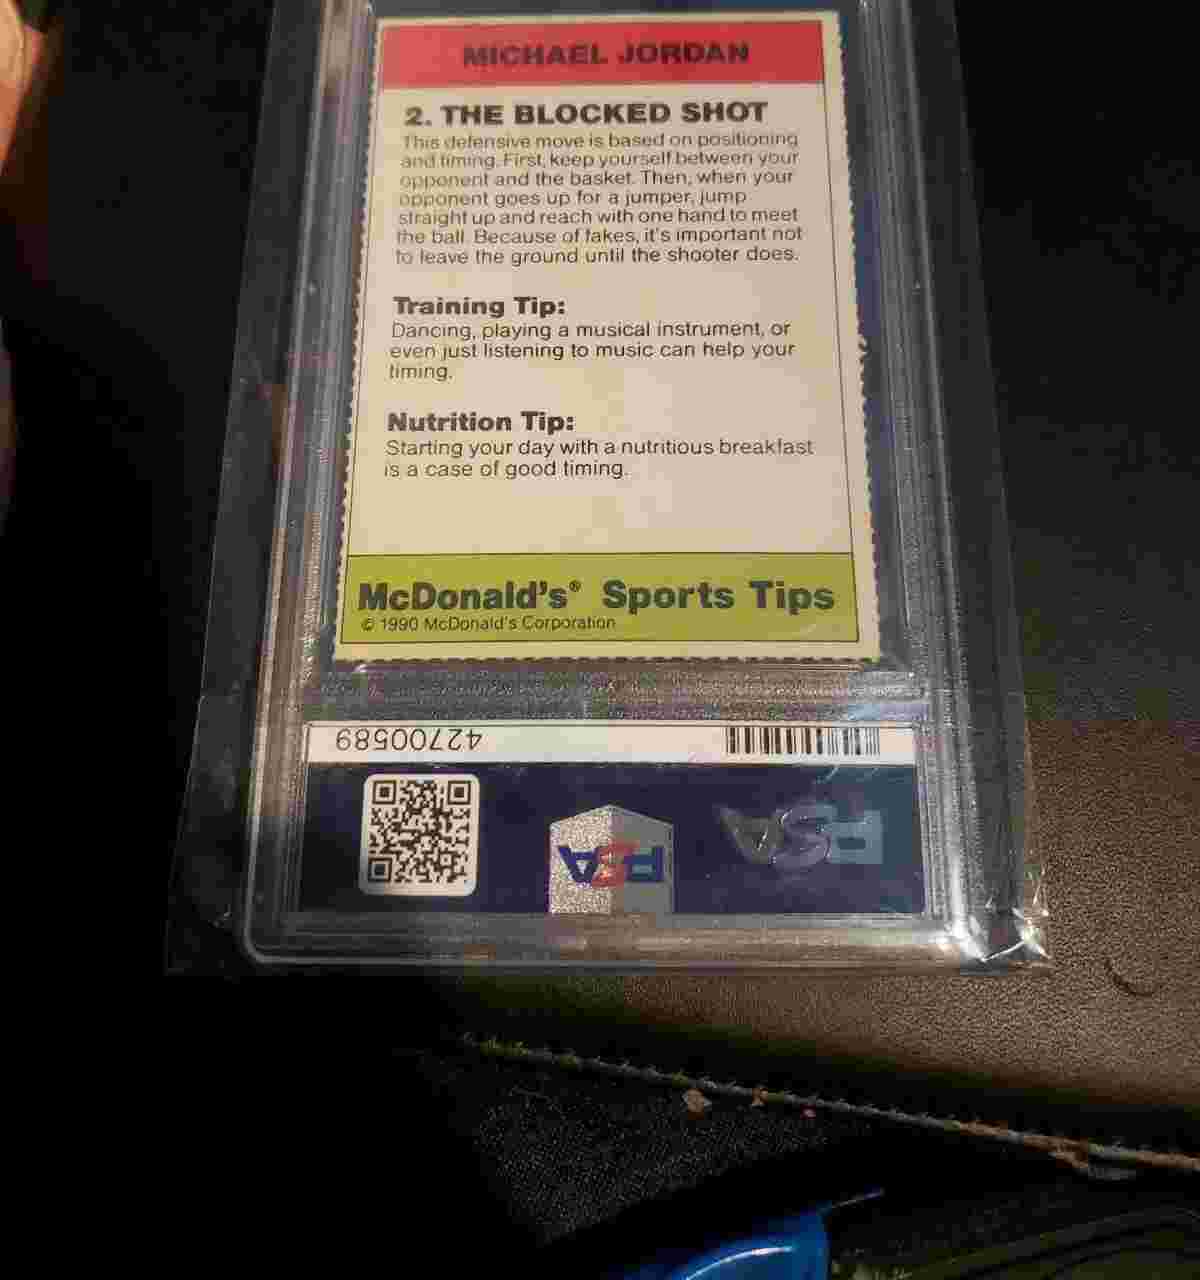 MICHAEL JORDAN
2. THE BLOCKED SHOT
This defensive move is based on positioning
and timing. First, keep yourself between your
opponent and the basket. Then, when your
opponent goes up for a jumper, jump
straight up and reach with one hand to meet
the ball. Because of fakes, it's important not
to leave the ground until the shooter does.
Training Tip:
Dancing, playing a musical instrument, or
even just listening to music can help your
timing.
Nutrition Tip:
Starting your day with a nutritious breakfast
is a case of good timing.
McDonald's® Sports Tips
© 1990 McDonald's Corporation
42700589
PSA
PSA